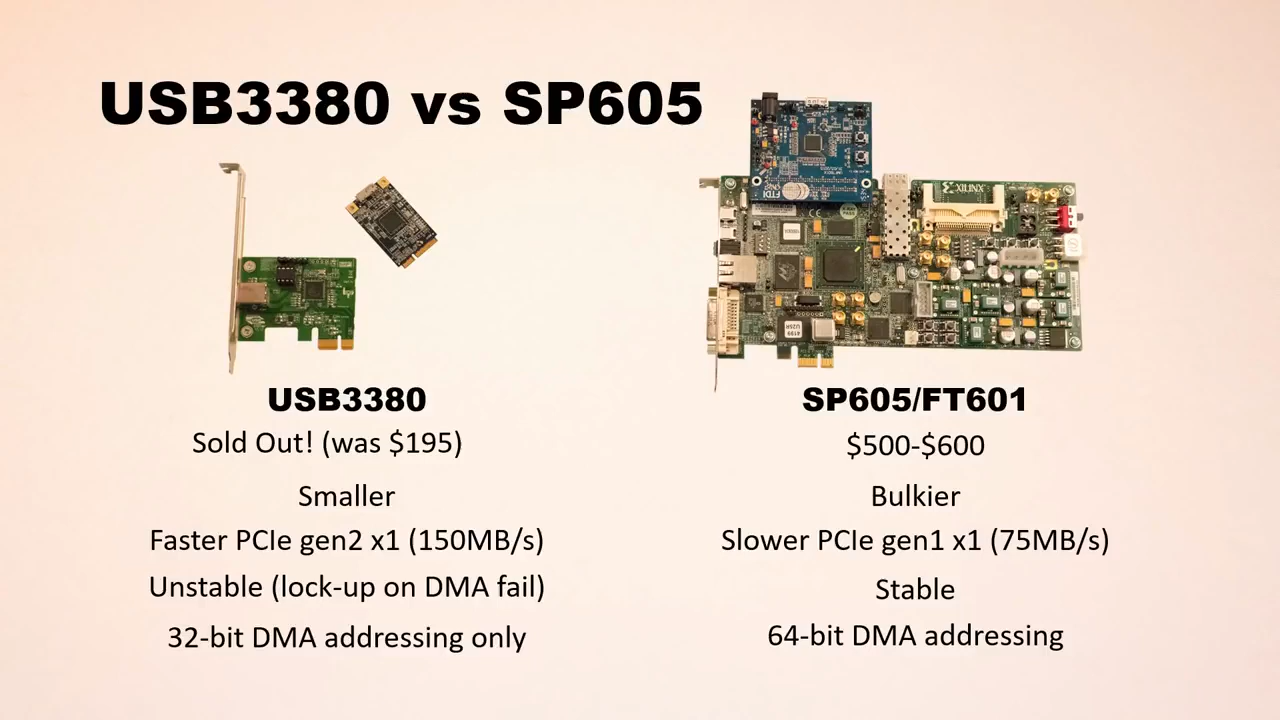 USB3380 vs SP605
USB3380
Sold Out! (was $195)
Smaller
Faster PCIe gen2 x1 (150MB/s)
Unstable (lock-up on DMA fail)
32-bit DMA addressing only
FTDI
XILINX
SP605/FT601
$500-$600
Bulkier
Slower PCIe gen1 x1 (75MB/s)
Stable
64-bit DMA addressing